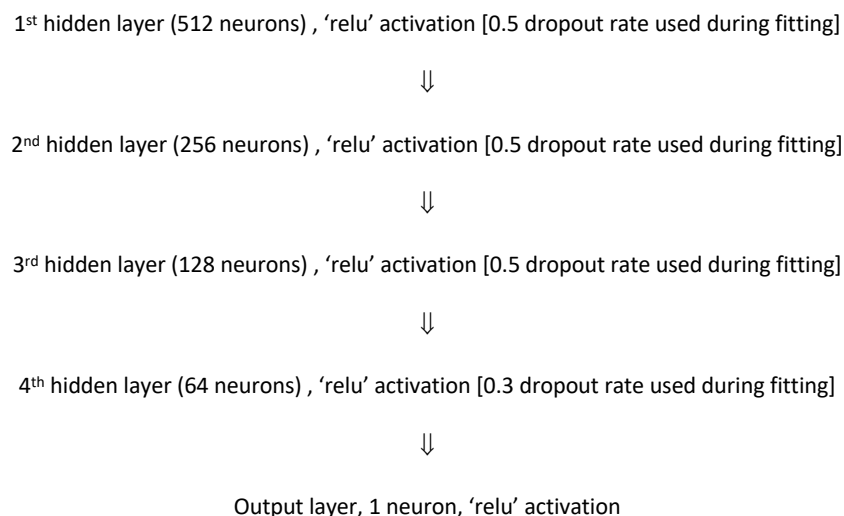 1st hidden layer (512 neurons) , ‘relu’ activation [0.5 dropout rate used during fitting]
⇓
2nd hidden layer (256 neurons) , ‘relu’ activation [0.5 dropout rate used during fitting]
⇓
3rd hidden layer (128 neurons) , ‘relu’ activation [0.5 dropout rate used during fitting]
⇓
4th hidden layer (64 neurons) , ‘relu’ activation [0.3 dropout rate used during fitting]
⇓
Output layer, 1 neuron, ‘relu’ activation